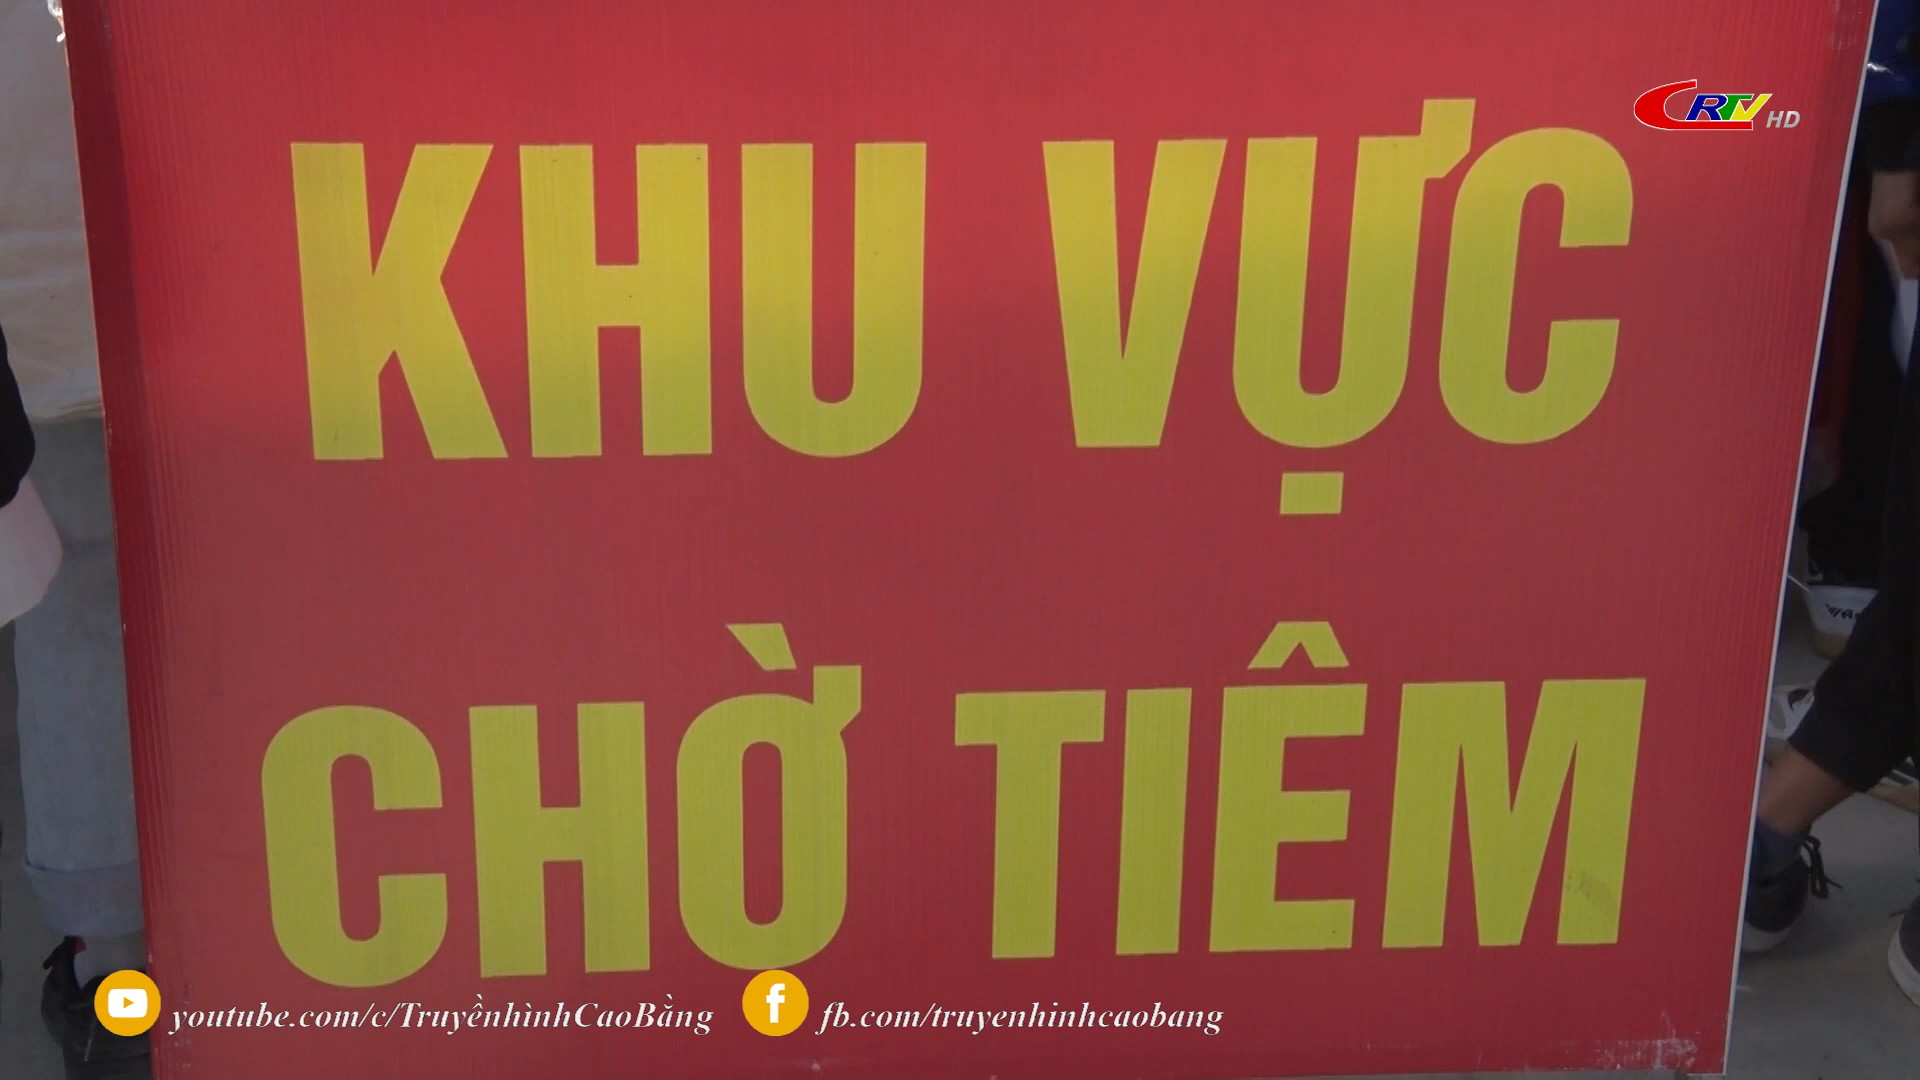 CRTV HD
KHU VỰC
CHỜ TIÊM
youtube.com/c/TruyềnhìnhCaoBằng
fb.com/truyenhinhcaobang